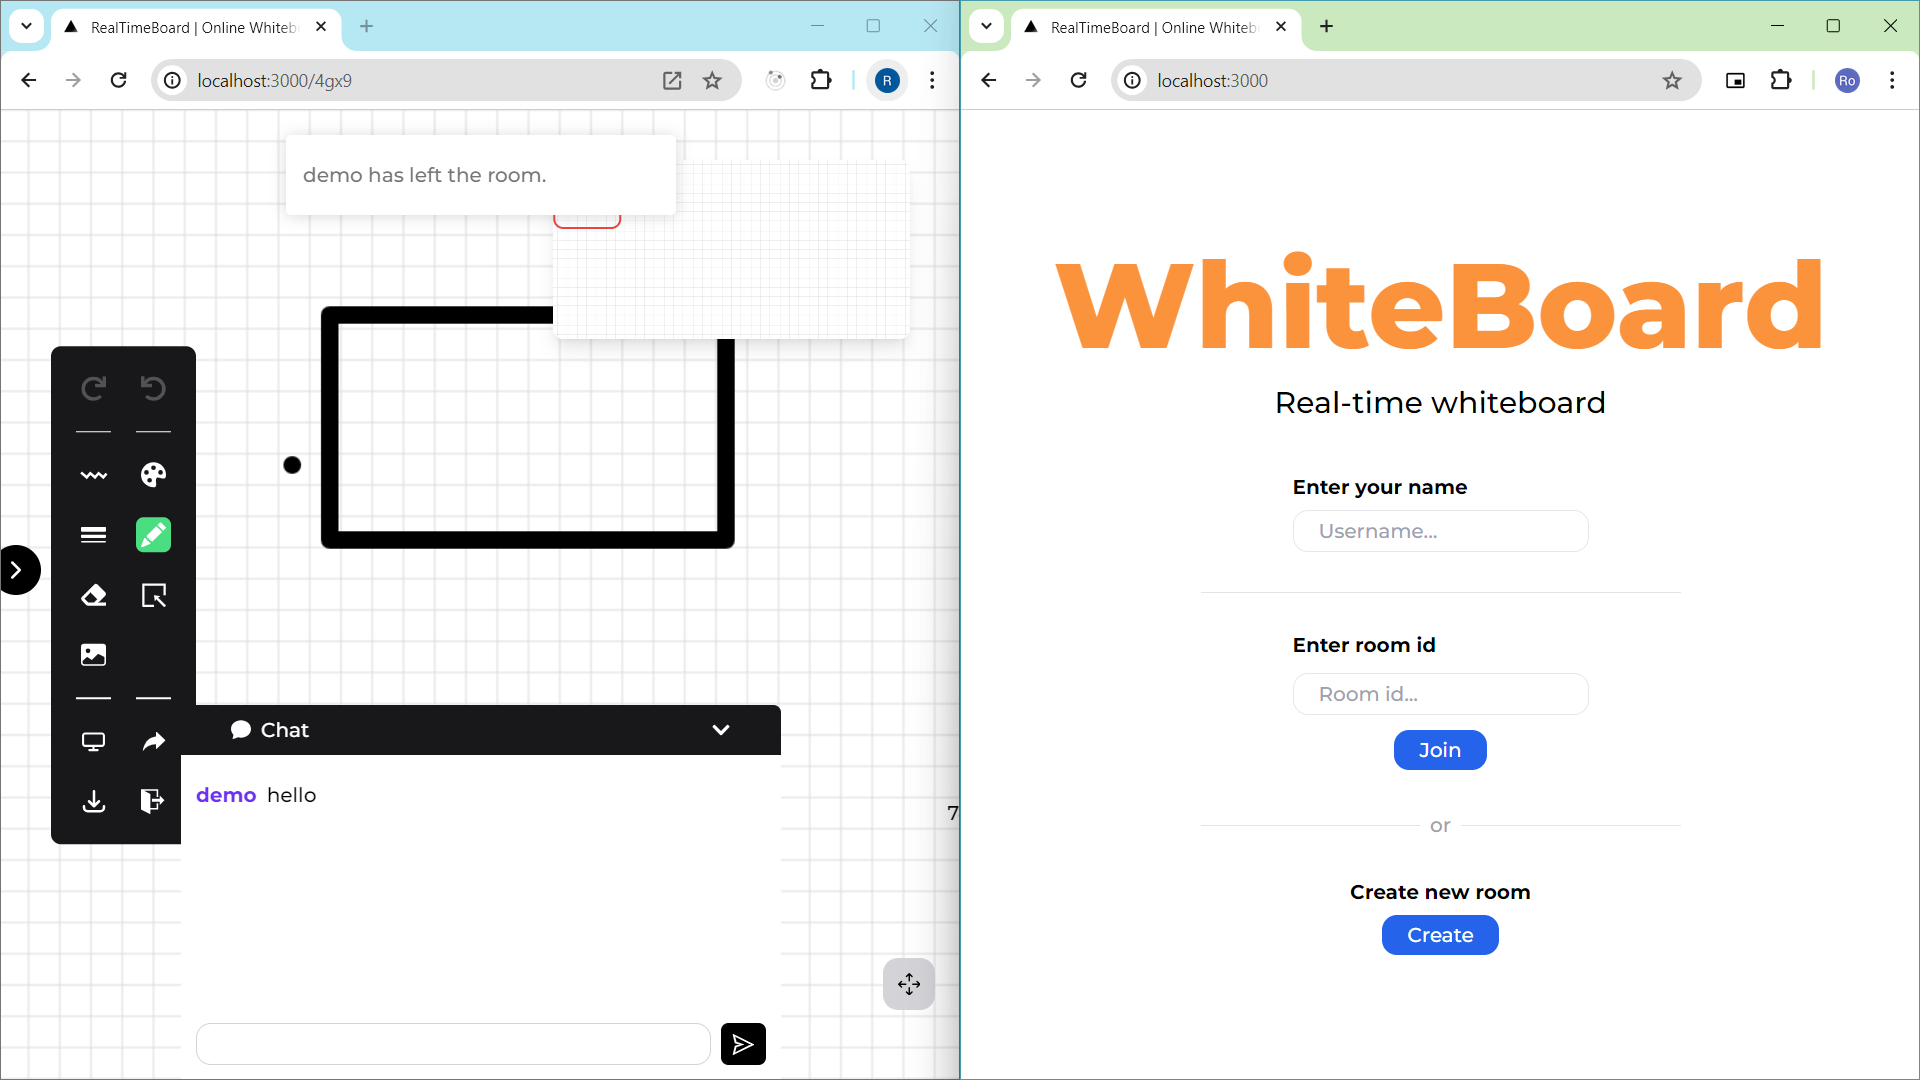 RealTimeBoard | Online Whiteb
localhost:3000/4gx9
R
demo has left the room.
Chat
demo hello
7
RealTimeBoard | Online Whiteb
localhost:3000
Ro
WhiteBoard
Real-time whiteboard
Enter your name
Username...
Enter room id
Room id...
Join
or
Create new room
Create